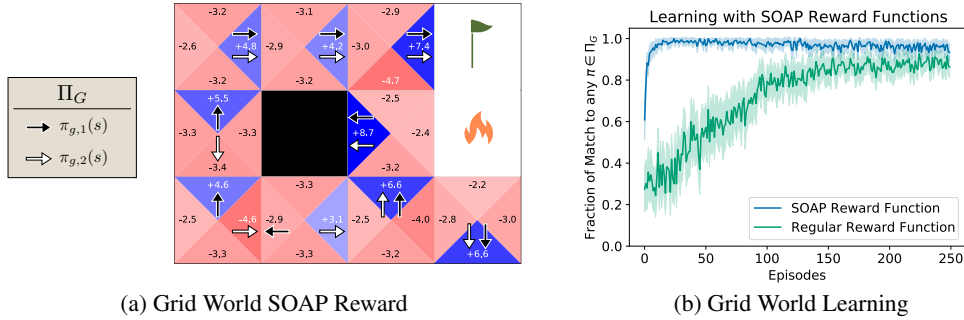 Π_G
π_{g,1}(s)
π_{g,2}(s)
-3.2 -3.1 -2.9
-2.6 +4.8 -2.9 +4.2 -3.0 +7.4
-3.2 -3.2 -4.7
+5.5 -2.5
-3.3 -3.3 +8.7 -2.4
-3.4 -3.2
+4.6 -3.3 +6.6 -2.2
-2.5 -4.6 -2.9 +3.1 -2.5 -4.0 -2.8 -3.0
-3.3 -3.3 -3.2 +6.6
(a) Grid World SOAP Reward
Learning with SOAP Reward Functions
Fraction of Match to any π ∈ Π_G
1.0
0.8
0.6
0.4
0.2
0.0
SOAP Reward Function
Regular Reward Function
0 50 100 150 200 250
Episodes
(b) Grid World Learning